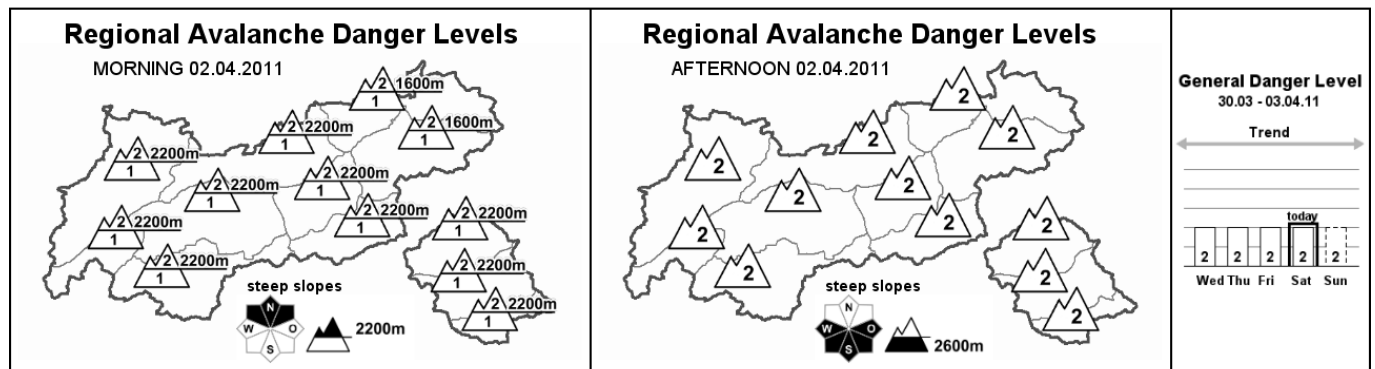 Regional Avalanche Danger Levels
MORNING 02.04.2011
2 1600m
1
2 1600m
1
2 2200m
1
2 2200m
1
2 2200m
1
2 2200m
1
2 2200m
1
2 2200m
1
2 2200m
1
2 2200m
1
2 2200m
1
2 2200m
1
steep slopes
N
W O
S
2200m
Regional Avalanche Danger Levels
AFTERNOON 02.04.2011
2
2
2
2
2
2
2
2
2
2
2
2
steep slopes
N
W O
S
2600m
General Danger Level
30.03 - 03.04.11
Trend
today
2 2 2 2 2
Wed Thu Fri Sat Sun